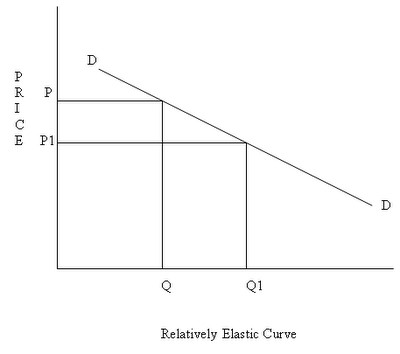 D
P
R
I
C
E
P
P1
D
Q Q1
Relatively Elastic Curve